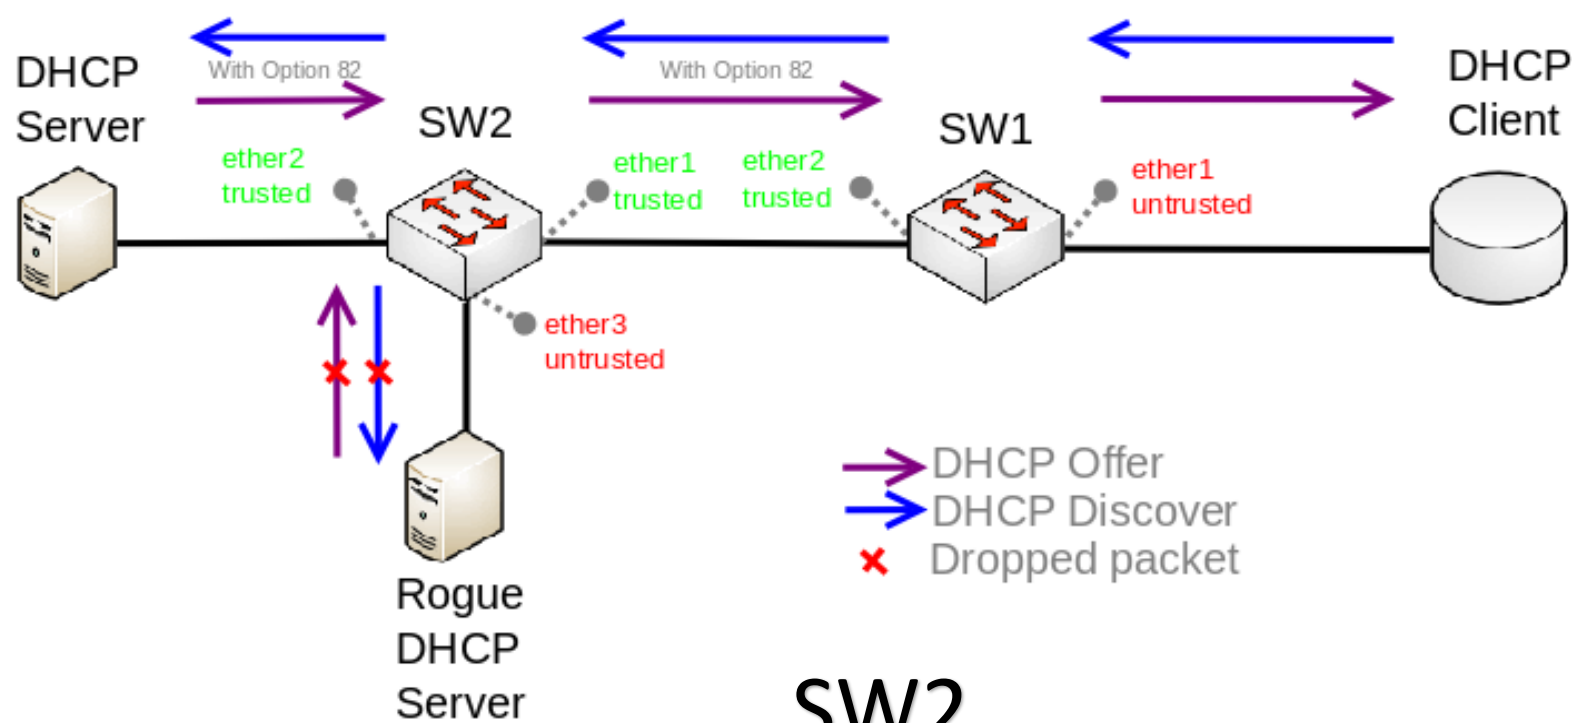 DHCP
Server
With Option 82
SW2
With Option 82
SW1
DHCP
Client
ether2
trusted
ether1
trusted
ether2
trusted
ether1
untrusted
ether3
untrusted
DHCP Offer
DHCP Discover
Dropped packet
Rogue
DHCP
Server
SW2